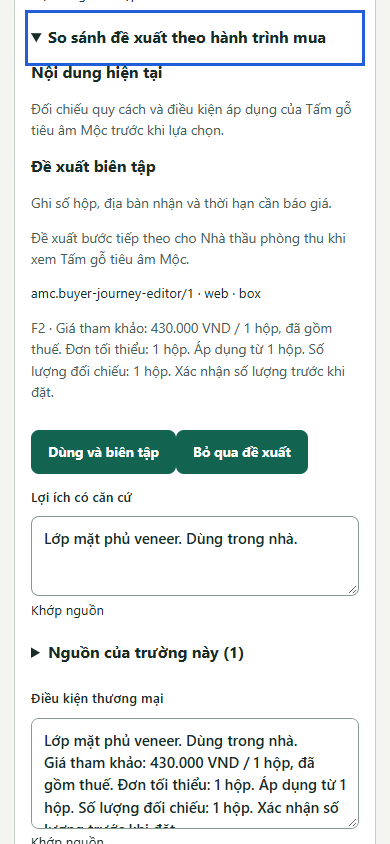 So sánh đề xuất theo hành trình mua
Nội dung hiện tại
Đối chiếu quy cách và điều kiện áp dụng của Tấm gỗ
tiêu âm Mộc trước khi lựa chọn.
Đề xuất biên tập
Ghi số hộp, địa bàn nhận và thời hạn cần báo giá.
Đề xuất bước tiếp theo cho Nhà thầu phòng thu khi
xem Tấm gỗ tiêu âm Mộc.
amc.buyer-journey-editor/1 · web · box
F2 · Giá tham khảo: 430.000 VND / 1 hộp, đã gồm
thuế. Đơn tối thiểu: 1 hộp. Áp dụng từ 1 hộp. Số
lượng đối chiếu: 1 hộp. Xác nhận số lượng trước khi
đặt.
Dùng và biên tập Bỏ qua đề xuất
Lợi ích có căn cứ
Lớp mặt phủ veneer. Dùng trong nhà.
Khớp nguồn
Nguồn của trường này (1)
Điều kiện thương mại
Lớp mặt phủ veneer. Dùng trong nhà.
Giá tham khảo: 430.000 VND / 1 hộp, đã
gồm thuế. Đơn tối thiểu: 1 hộp. Áp dụng từ 1
hộp. Số lượng đối chiếu: 1 hộp. Xác nhận số
lượng trước khi đặt.
Khớp nguồn